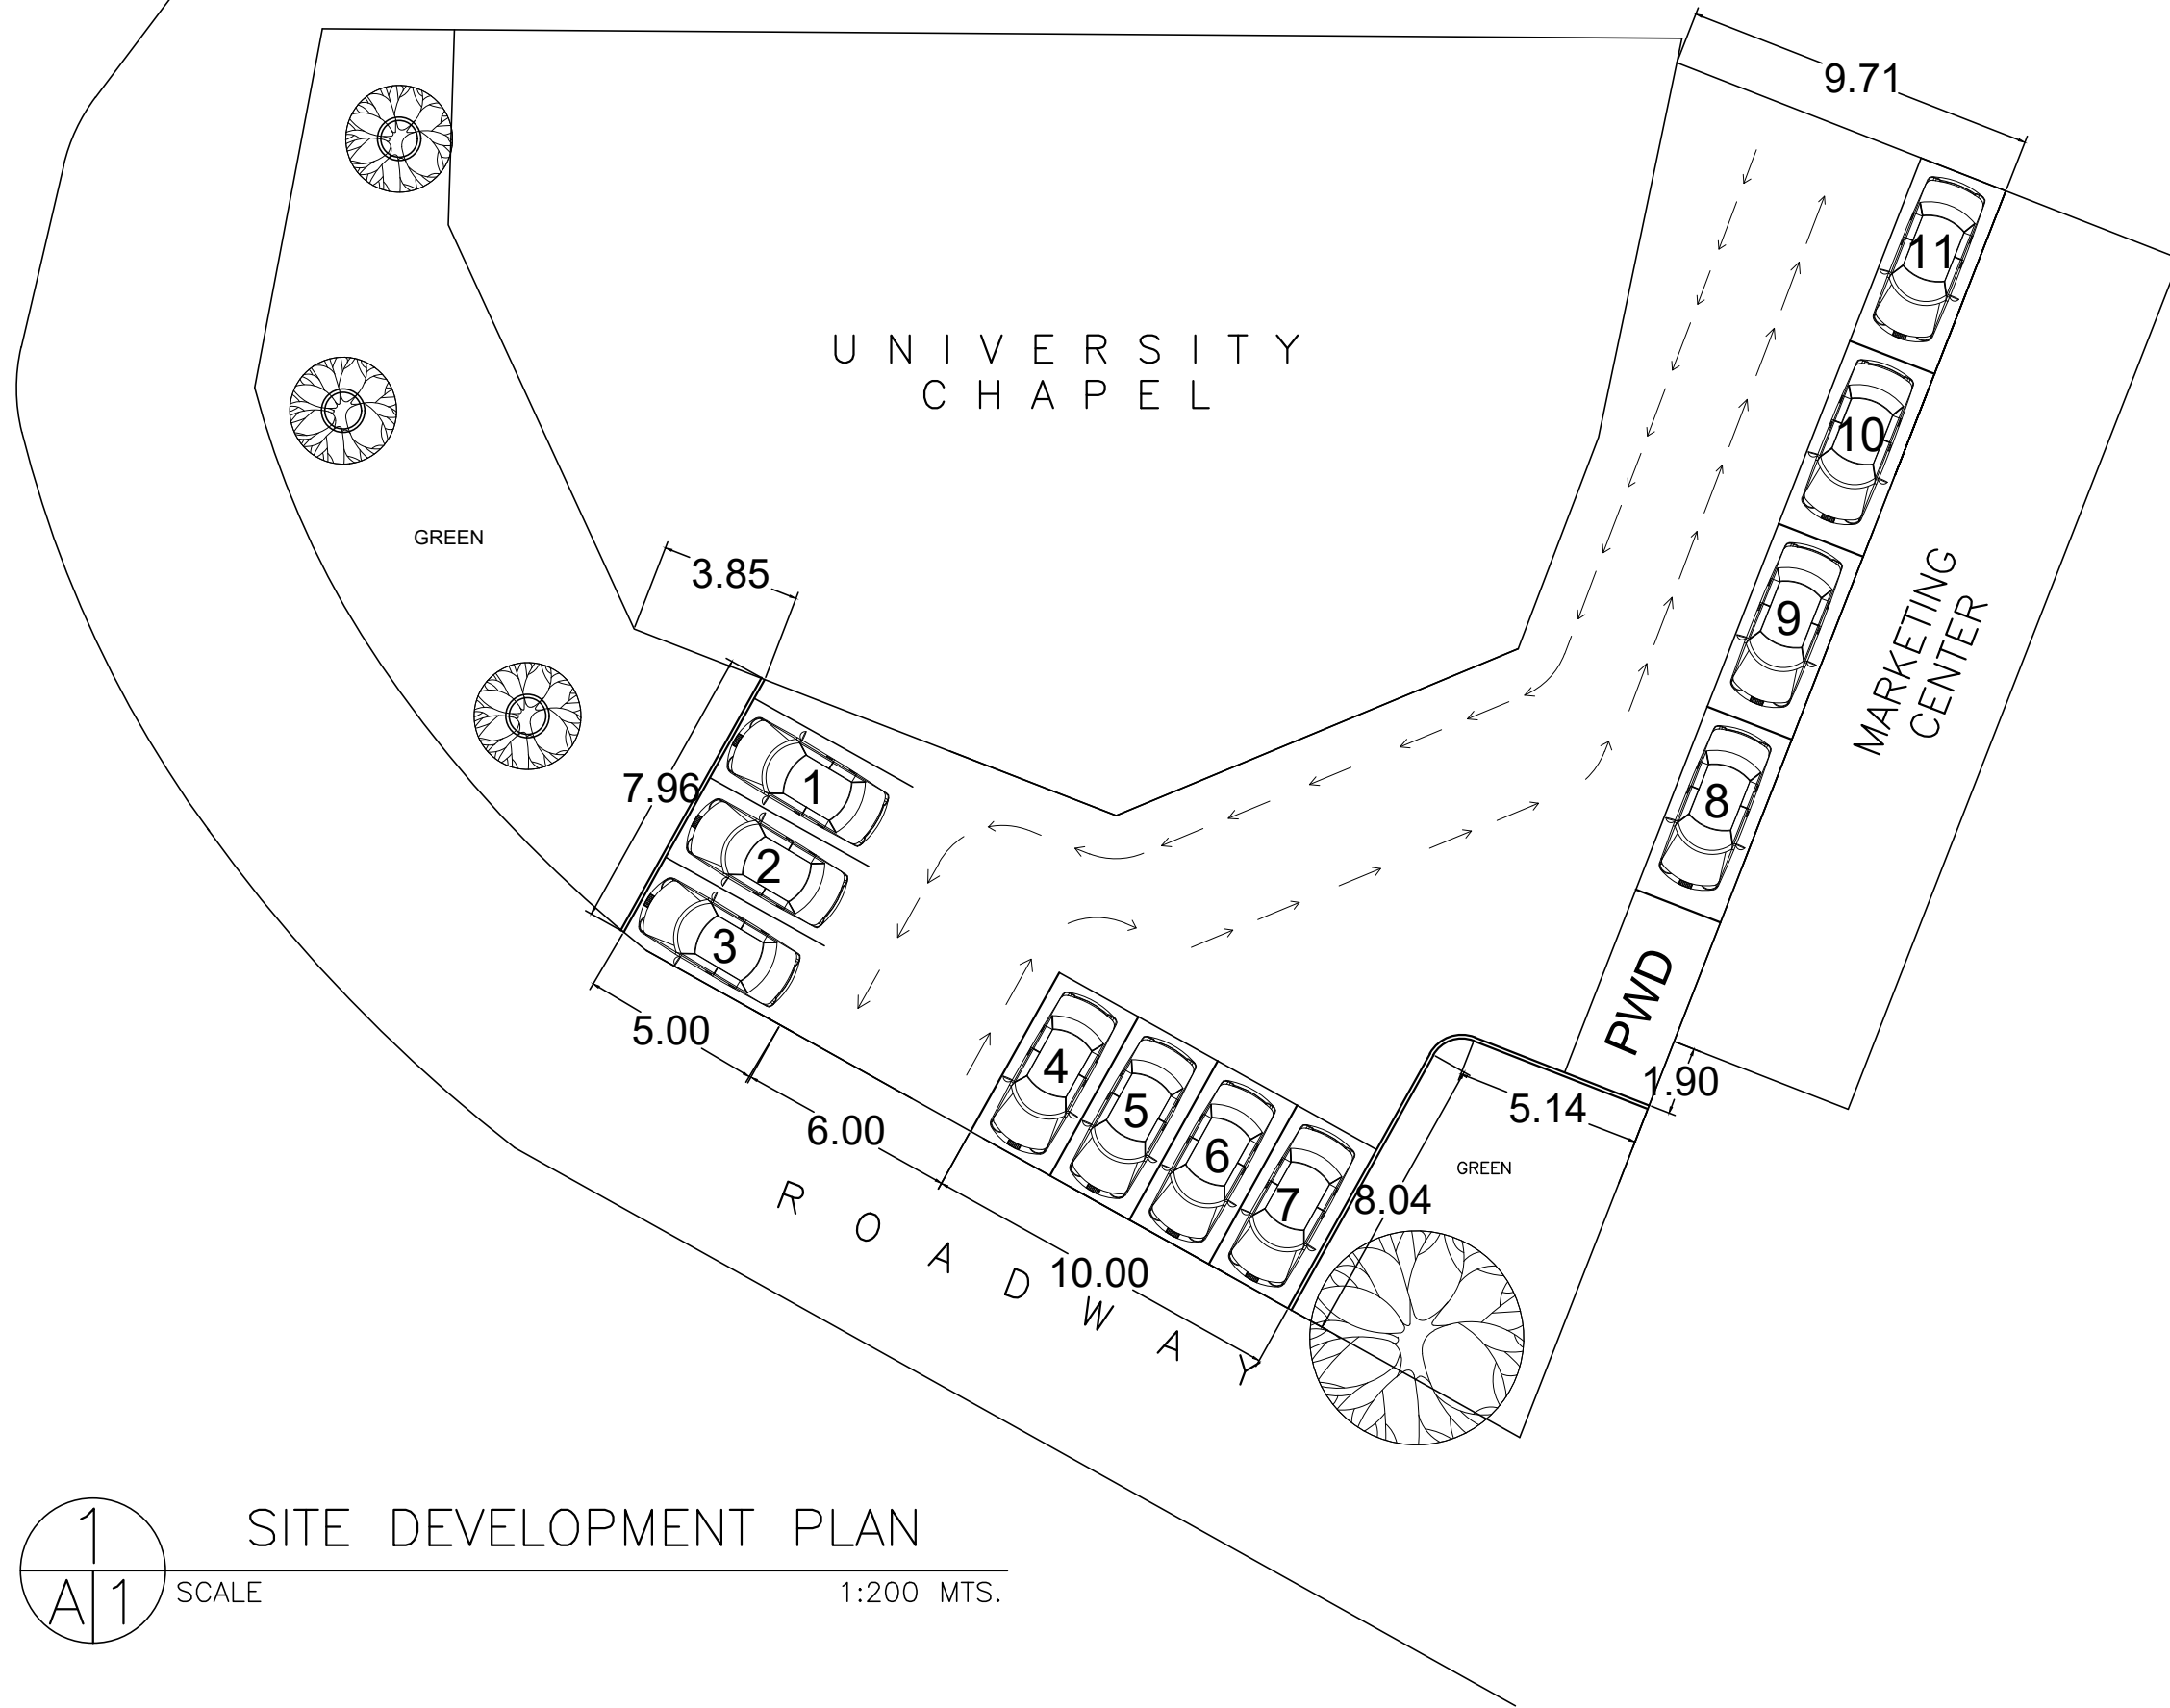 9.71
11
UNIVERSITY
CHAPEL
10
GREEN
3.85
9
MARKETING
CENTER
7.96
1
8
2
3
PWD
5.00
4
1.90
5
5.14
6.00
6
GREEN
7
8.04
10.00
ROADWAY
1
SITE DEVELOPMENT PLAN
A 1
SCALE 1:200 MTS.